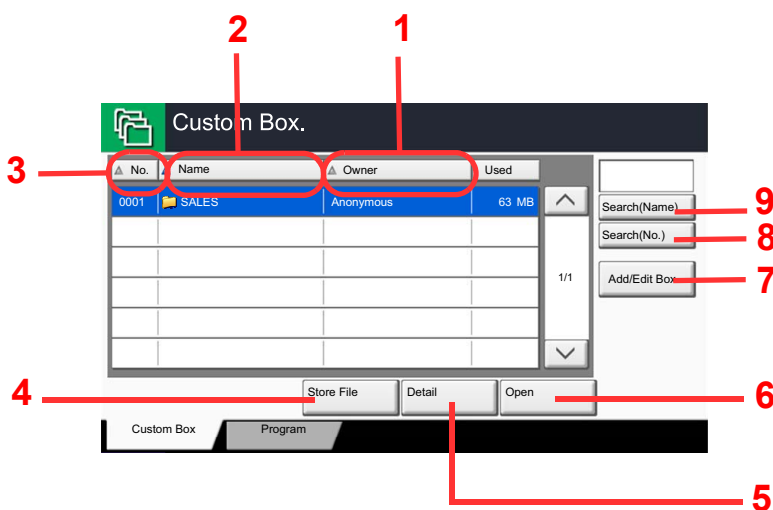 2 1
Custom Box.
3 No. Name Owner Used
0001 SALES Anonymous 63 MB
Search(Name) 9
Search(No.) 8
1/1 Add/Edit Box 7
4 Store File Detail Open 6
Custom Box Program
5